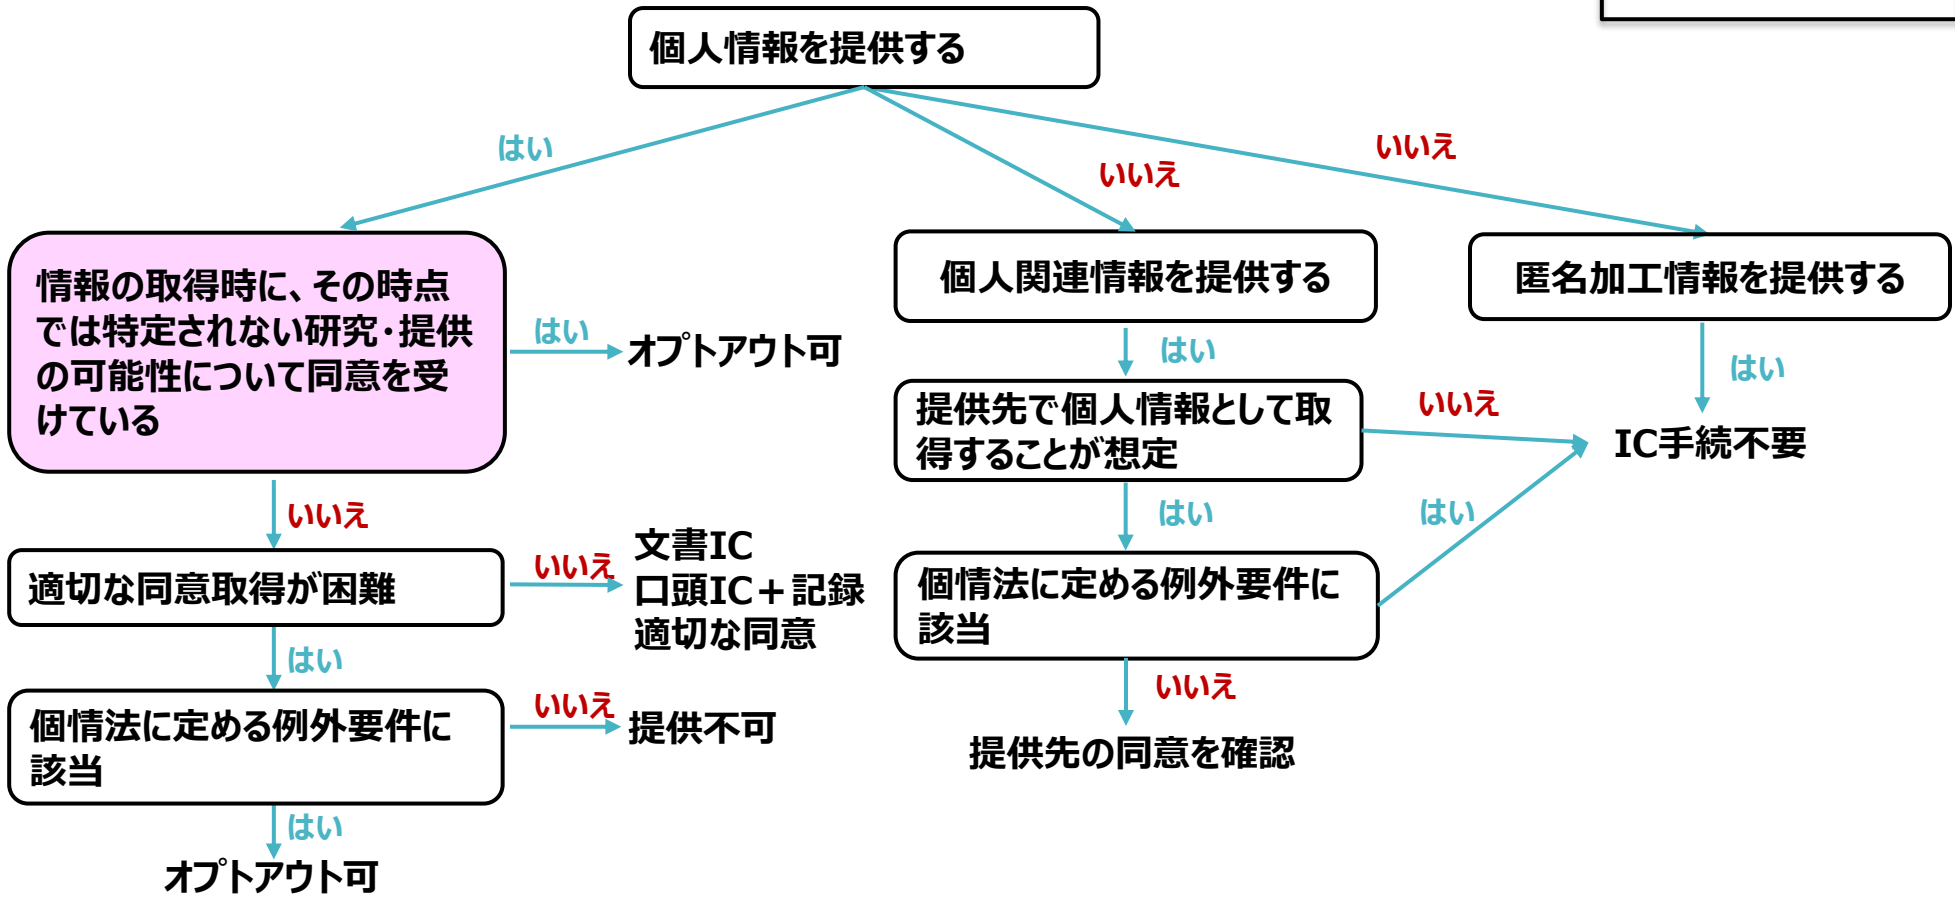 個人情報を提供する
はい
いいえ
いいえ
情報の取得時に、その時点
では特定されない研究・提供
の可能性について同意を受
けている
はい
オプトアウト可
個人関連情報を提供する
匿名加工情報を提供する
はい
はい
提供先で個人情報として取
得することが想定
いいえ
IC手続不要
いいえ
はい
はい
適切な同意取得が困難
いいえ
文書IC
口頭IC＋記録
適切な同意
個情法に定める例外要件に
該当
はい
いいえ
個情法に定める例外要件に
該当
いいえ
提供不可
提供先の同意を確認
はい
オプトアウト可